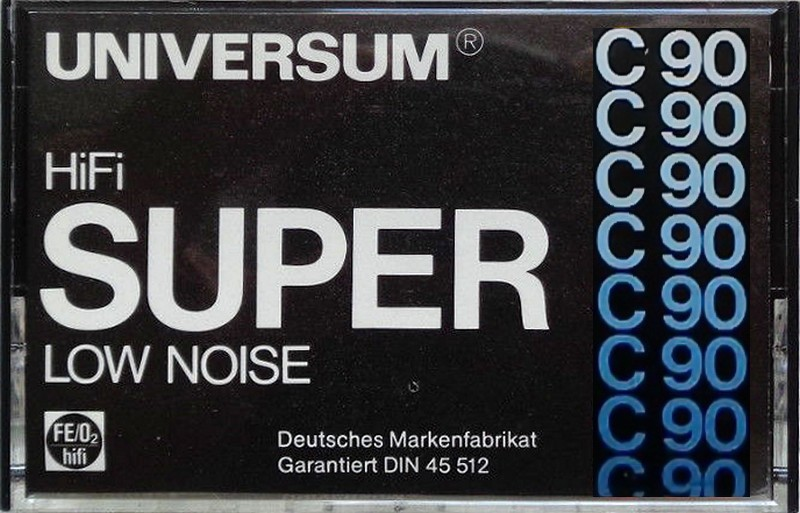 UNIVERSUM®
HiFi
SUPER
LOW NOISE
FE/O₂
hifi
Deutsches Markenfabrikat
Garantiert DIN 45 512
C 90
C 90
C 90
C 90
C 90
C 90
C 90
C 90